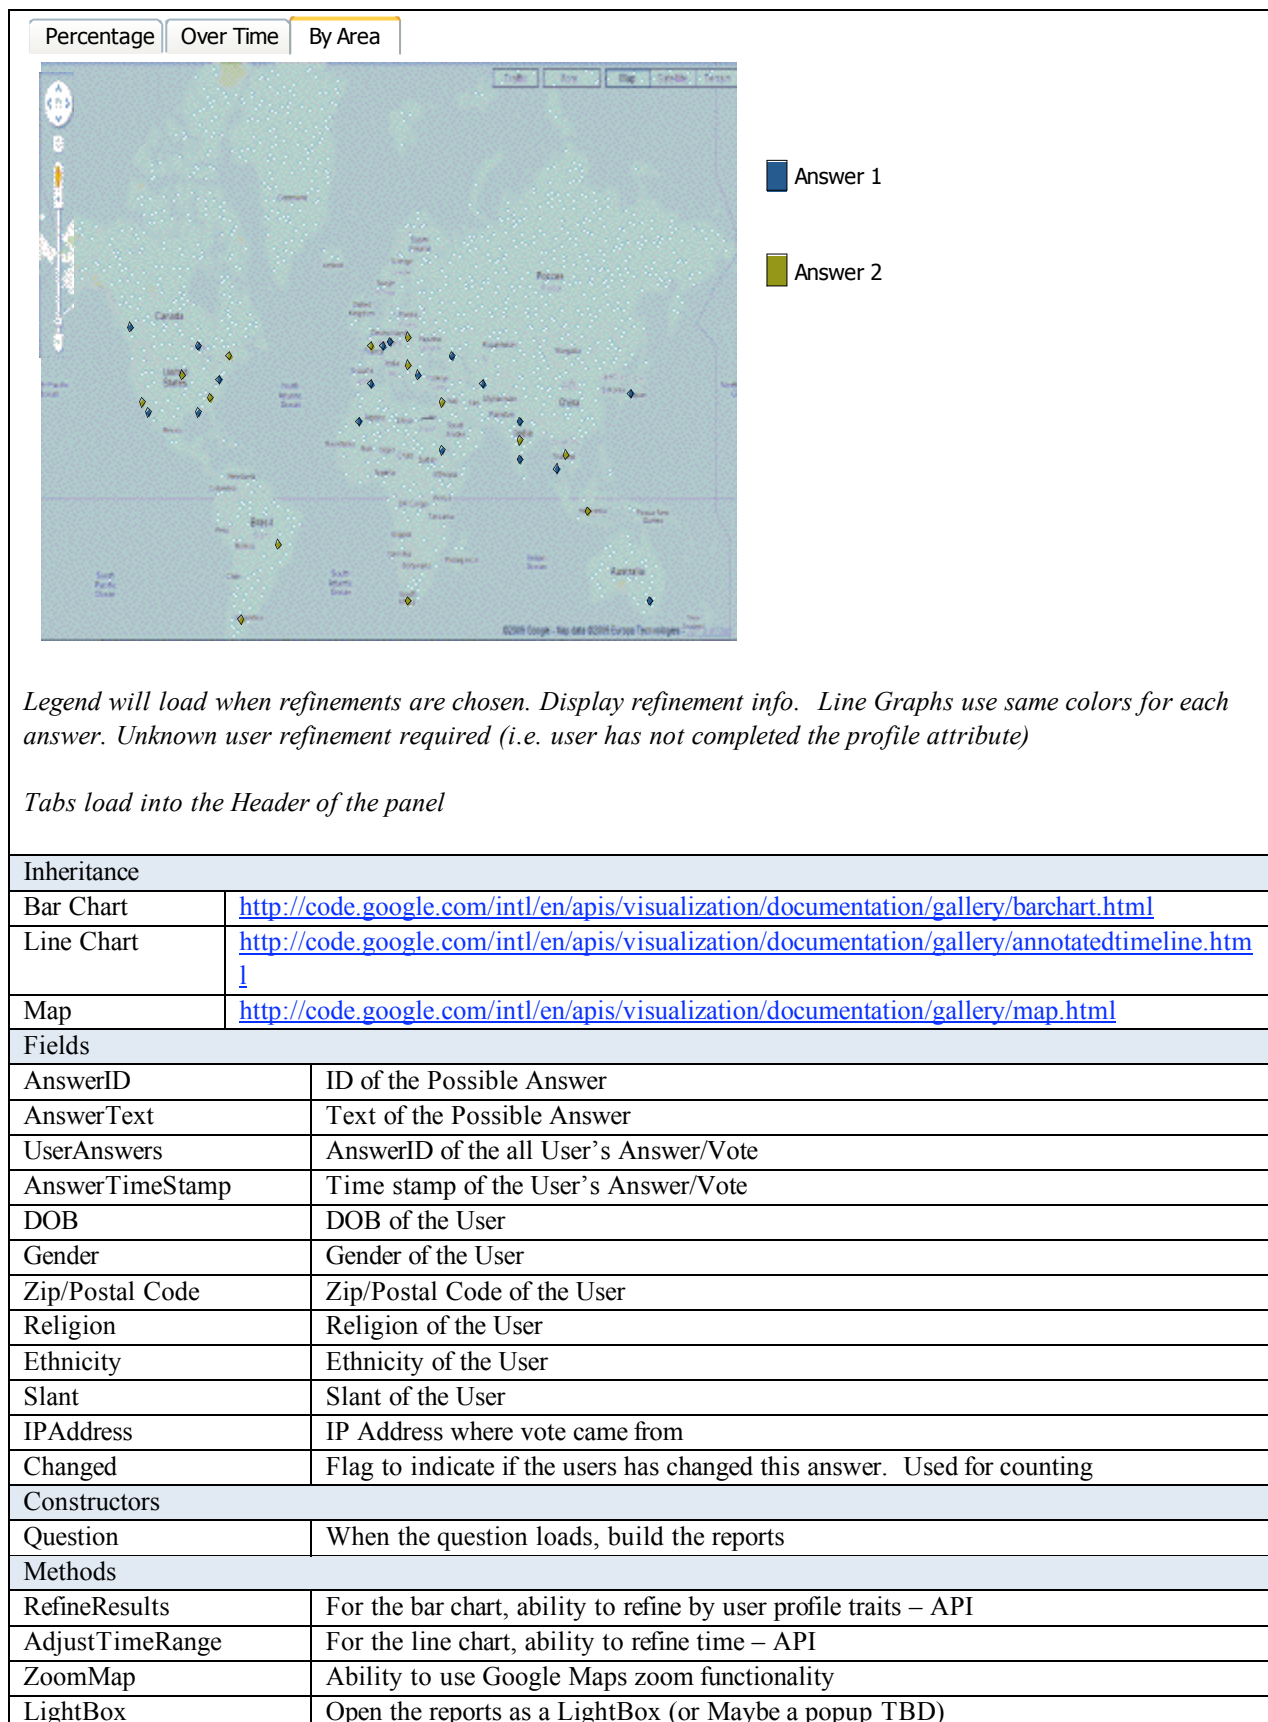 Percentage Over Time By Area
Map
Answer 1
Canada
Answer 2
China
Brazil
Australia
Legend will load when refinements are chosen. Display refinement info.  Line Graphs use same colors for each
answer. Unknown user refinement required (i.e. user has not completed the profile attribute)
Tabs load into the Header of the panel
Inheritance
Bar Chart http://code.google.com/intl/en/apis/visualization/documentation/gallery/barchart.html
Line Chart http://code.google.com/intl/en/apis/visualization/documentation/gallery/annotatedtimeline.htm
l
Map http://code.google.com/intl/en/apis/visualization/documentation/gallery/map.html
Fields
AnswerID ID of the Possible Answer
AnswerText Text of the Possible Answer
UserAnswers AnswerID of the all User’s Answer/Vote
AnswerTimeStamp Time stamp of the User’s Answer/Vote
DOB DOB of the User
Gender Gender of the User
Zip/Postal Code Zip/Postal Code of the User
Religion Religion of the User
Ethnicity Ethnicity of the User
Slant Slant of the User
IPAddress IP Address where vote came from
Changed Flag to indicate if the users has changed this answer.  Used for counting
Constructors
Question When the question loads, build the reports
Methods
RefineResults For the bar chart, ability to refine by user profile traits – API
AdjustTimeRange For the line chart, ability to refine time – API
ZoomMap Ability to use Google Maps zoom functionality
LightBox Open the reports as a LightBox (or Maybe a popup TBD)